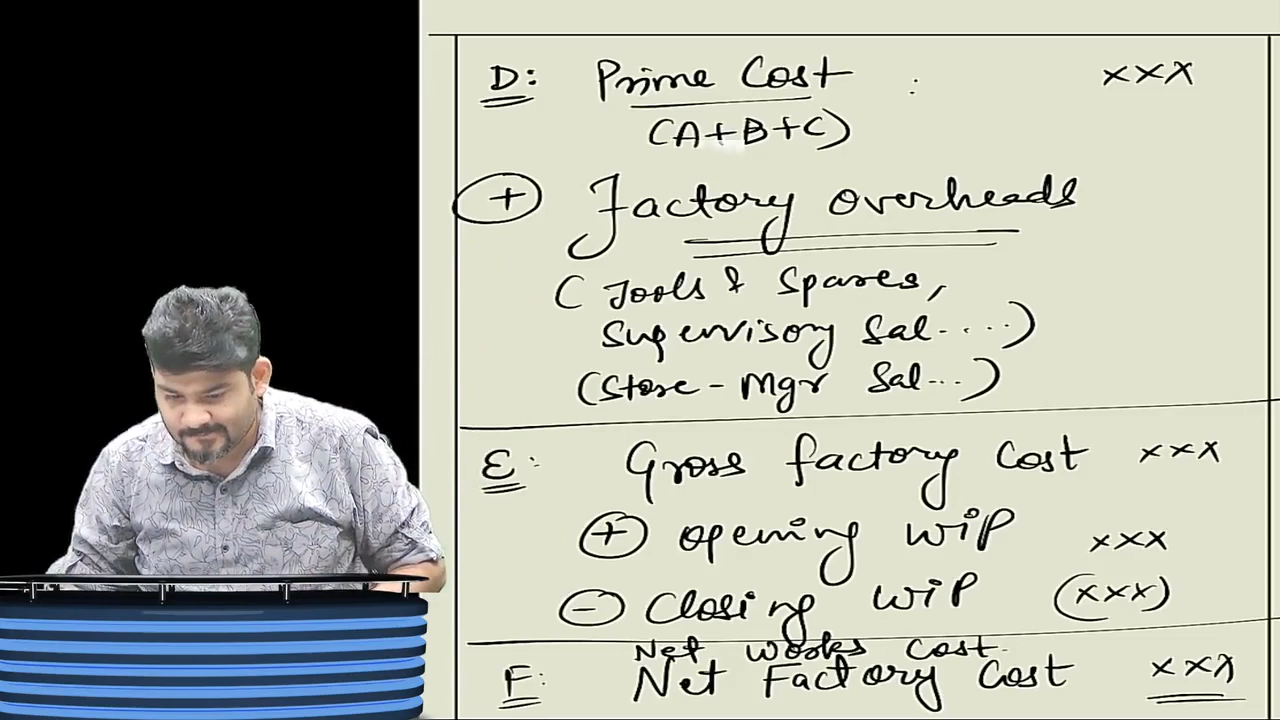 D: Prime Cost : xxx
(A+B+C)
+ Factory overheads
(Tools & Spares,
Supervisory Sal-....)
(Store-Mgr Sal...)
E: Gross factory Cost xxx
+ opening WiP xxx
- Closing WiP (xxx)
Net works cost
F: Net Factory Cost xxx